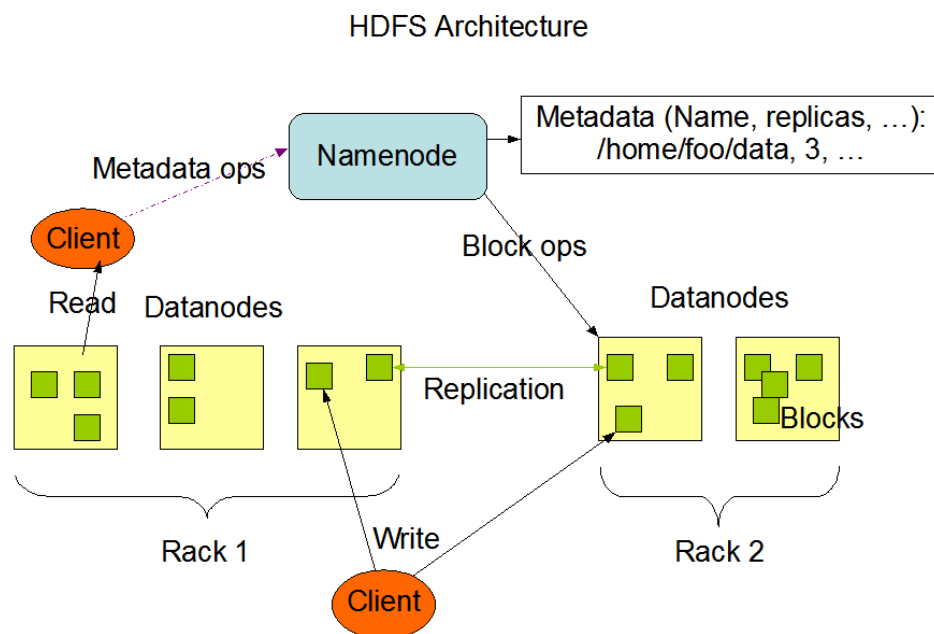 HDFS Architecture
Metadata (Name, replicas, …):
/home/foo/data, 3, …
Namenode
Metadata ops
Client
Block ops
Read
Datanodes
Datanodes
Replication
Blocks
Rack 1
Write
Rack 2
Client